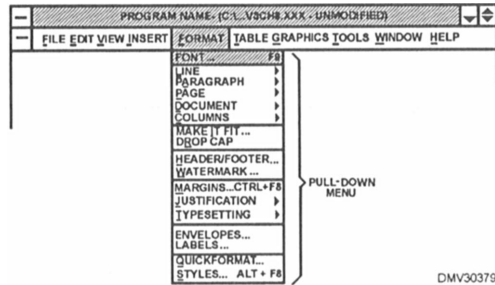 PROGRAM NAME- [C:\...V3CH8.XXX - UNMODIFIED]
FILE EDIT VIEW INSERT FORMAT TABLE GRAPHICS TOOLS WINDOW HELP
FONT... F9
LINE
PARAGRAPH
PAGE
DOCUMENT
COLUMNS
MAKE IT FIT...
DROP CAP
HEADER/FOOTER...
WATERMARK...
MARGINS...CTRL+F8
JUSTIFICATION
TYPESETTING
ENVELOPES...
LABELS...
QUICKFORMAT...
STYLES... ALT + F8
PULL-DOWN
MENU
DMV30379